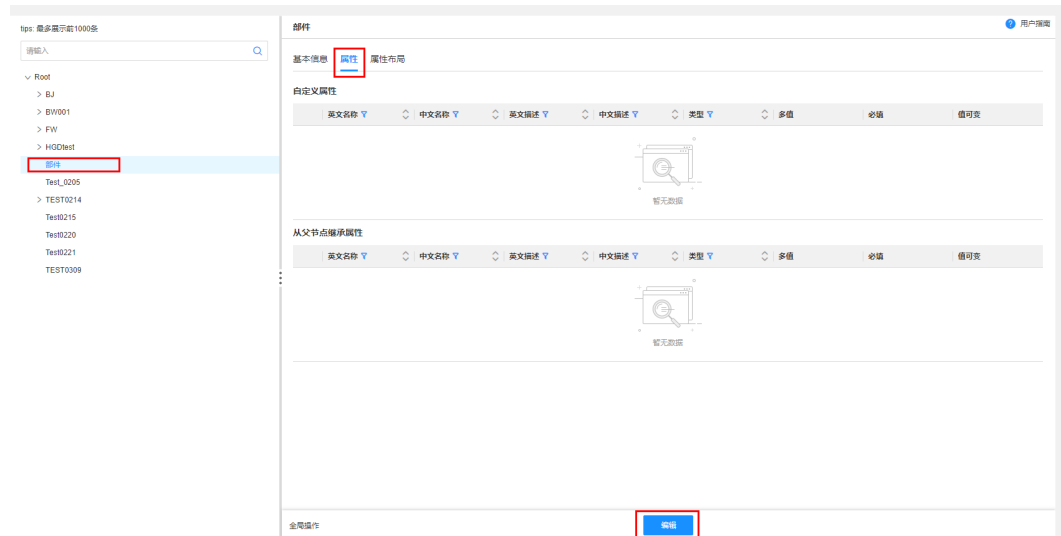 tips: 最多展示前1000条
请输入
Root
BJ
BW001
FW
HGDtest
部件
Test_0205
TEST0214
Test0215
Test0220
Test0221
TEST0309
部件
用户指南
基本信息 属性 属性布局
自定义属性
英文名称 中文名称 英文描述 中文描述 类型 多值 必填 值可变
暂无数据
从父节点继承属性
英文名称 中文名称 英文描述 中文描述 类型 多值 必填 值可变
暂无数据
全局操作 编辑